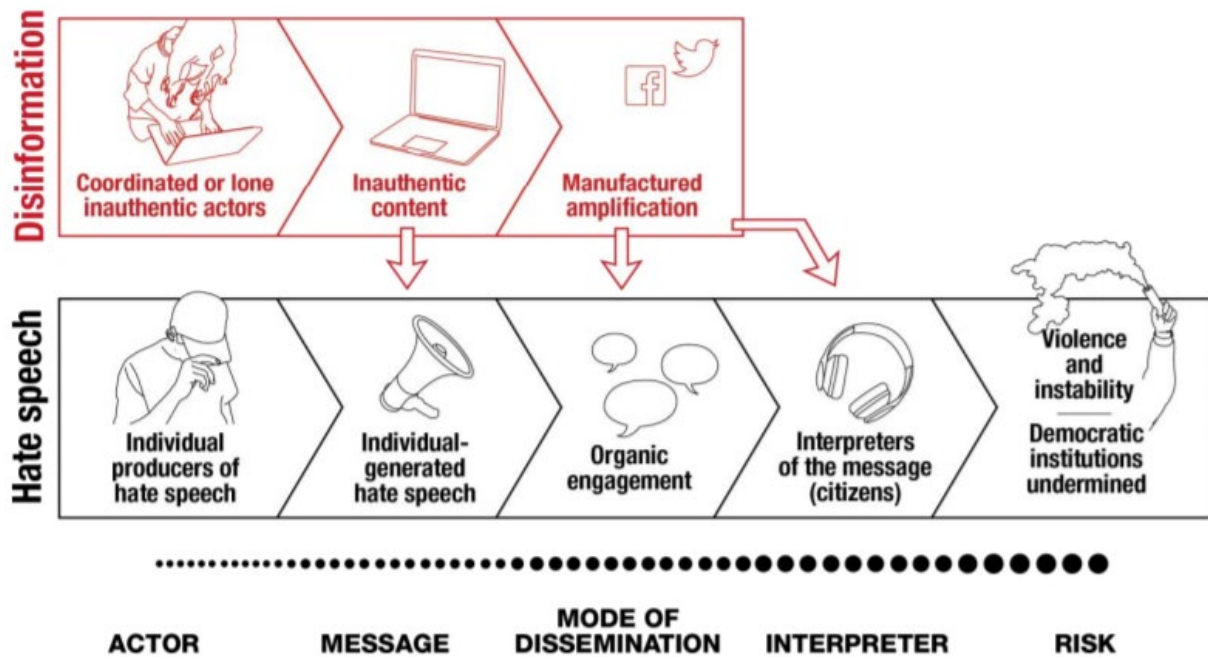 Disinformation
Coordinated or lone
inauthentic actors
Inauthentic
content
Manufactured
amplification
Hate speech
Individual
producers of
hate speech
Individual-
generated
hate speech
Organic
engagement
Interpreters
of the message
(citizens)
Violence
and
instability
Democratic
institutions
undermined
ACTOR
MESSAGE
MODE OF
DISSEMINATION
INTERPRETER
RISK